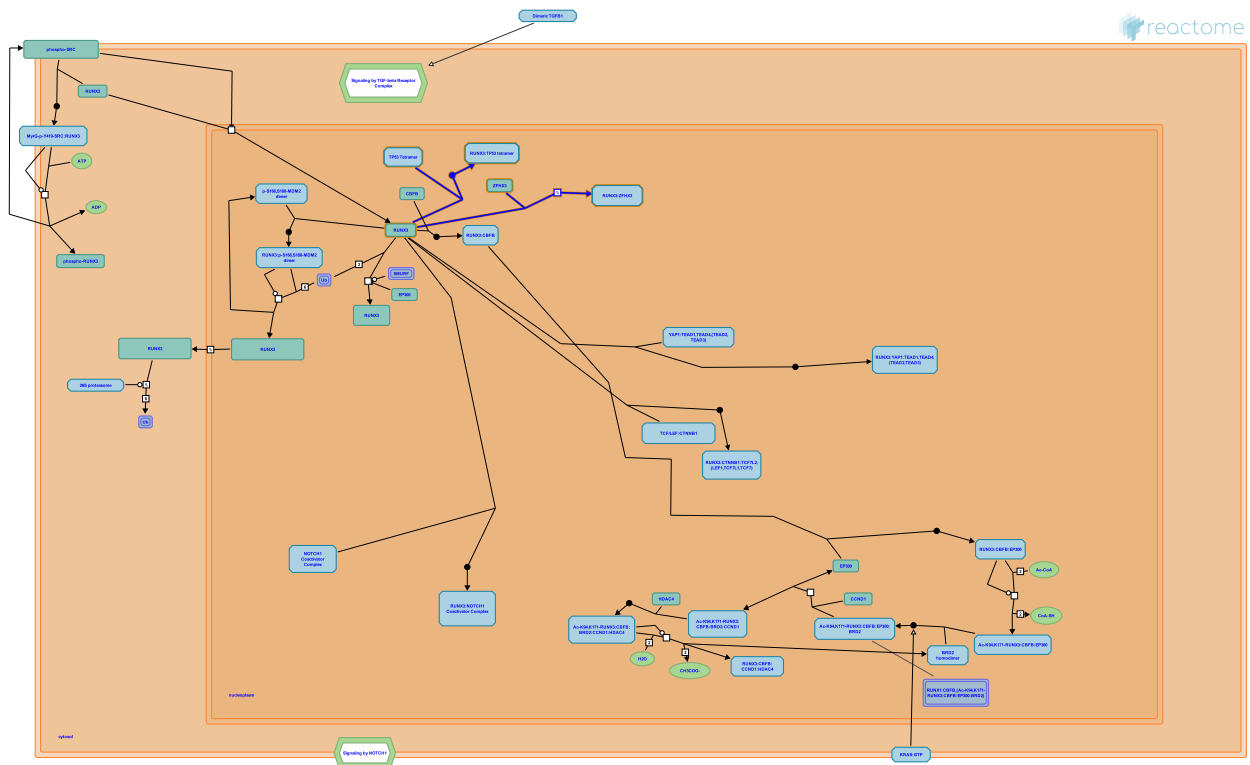 Dimeric TGFB1
reactome
phospho-SRC
Signaling by TGF-beta Receptor
Complex
RUNX3
MyrG-p-Y419-SRC:RUNX3
ATP
ADP
phospho-RUNX3
TP53 Tetramer
RUNX3:TP53 tetramer
ZFHX3
RUNX3:ZFHX3
CBFB
RUNX3
RUNX3:CBFB
p-S166,S188-MDM2
dimer
RUNX3:p-S166,S188-MDM2
dimer
Ub
SMURF
EP300
RUNX3
RUNX3
RUNX3
26S proteasome
Ub
YAP1:TEAD1,TEAD4,(TEAD2,
TEAD3)
RUNX3:YAP1:TEAD1,TEAD4,
(TEAD2,TEAD3)
TCF/LEF:CTNNB1
RUNX3:CTNNB1:TCF7L2,
(LEF1,TCF7L1,TCF7)
NOTCH1
Coactivator
Complex
RUNX3:NOTCH1
Coactivator Complex
EP300
RUNX3:CBFB:EP300
Ac-CoA
CoA-SH
HDAC4
CCND1
Ac-K94,K171-RUNX3:CBFB:
BRD2:CCND1:HDAC4
Ac-K94,K171-RUNX3:
CBFB:BRD2:CCND1
Ac-K94,K171-RUNX3:CBFB:EP300:
BRD2
Ac-K94,K171-RUNX3:CBFB:EP300
H2O
CH3COO-
RUNX3:CBFB:
CCND1:HDAC4
BRD2
homodimer
RUNX1:CBFB,(Ac-K94,K171-
RUNX3:CBFB:EP300:BRD2)
nucleoplasm
cytosol
Signaling by NOTCH1
KRAS:GTP